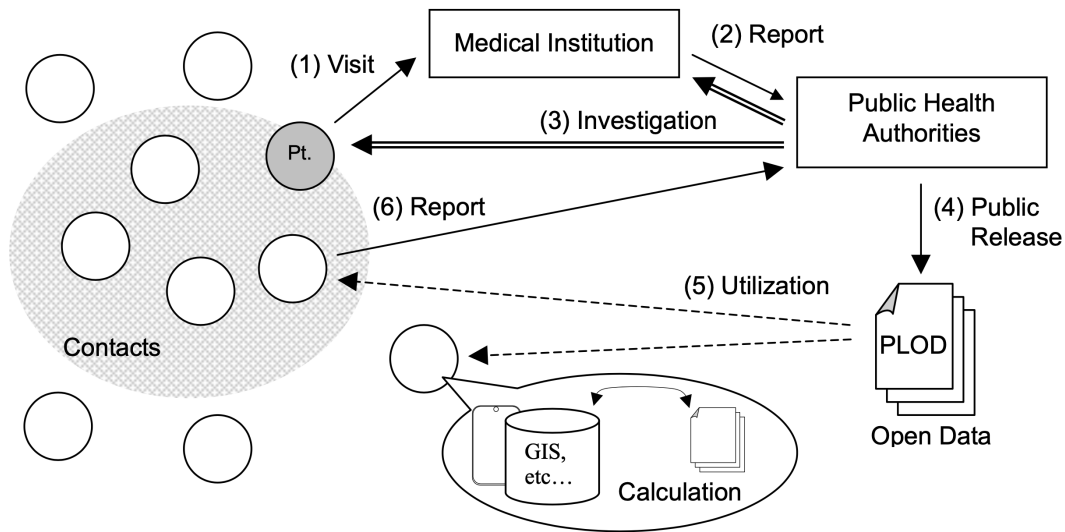 Medical Institution
(2) Report
(1) Visit
Public Health
Authorities
(3) Investigation
Pt.
(6) Report
(4) Public
Release
(5) Utilization
Contacts
PLOD
Open Data
GIS,
etc…
Calculation